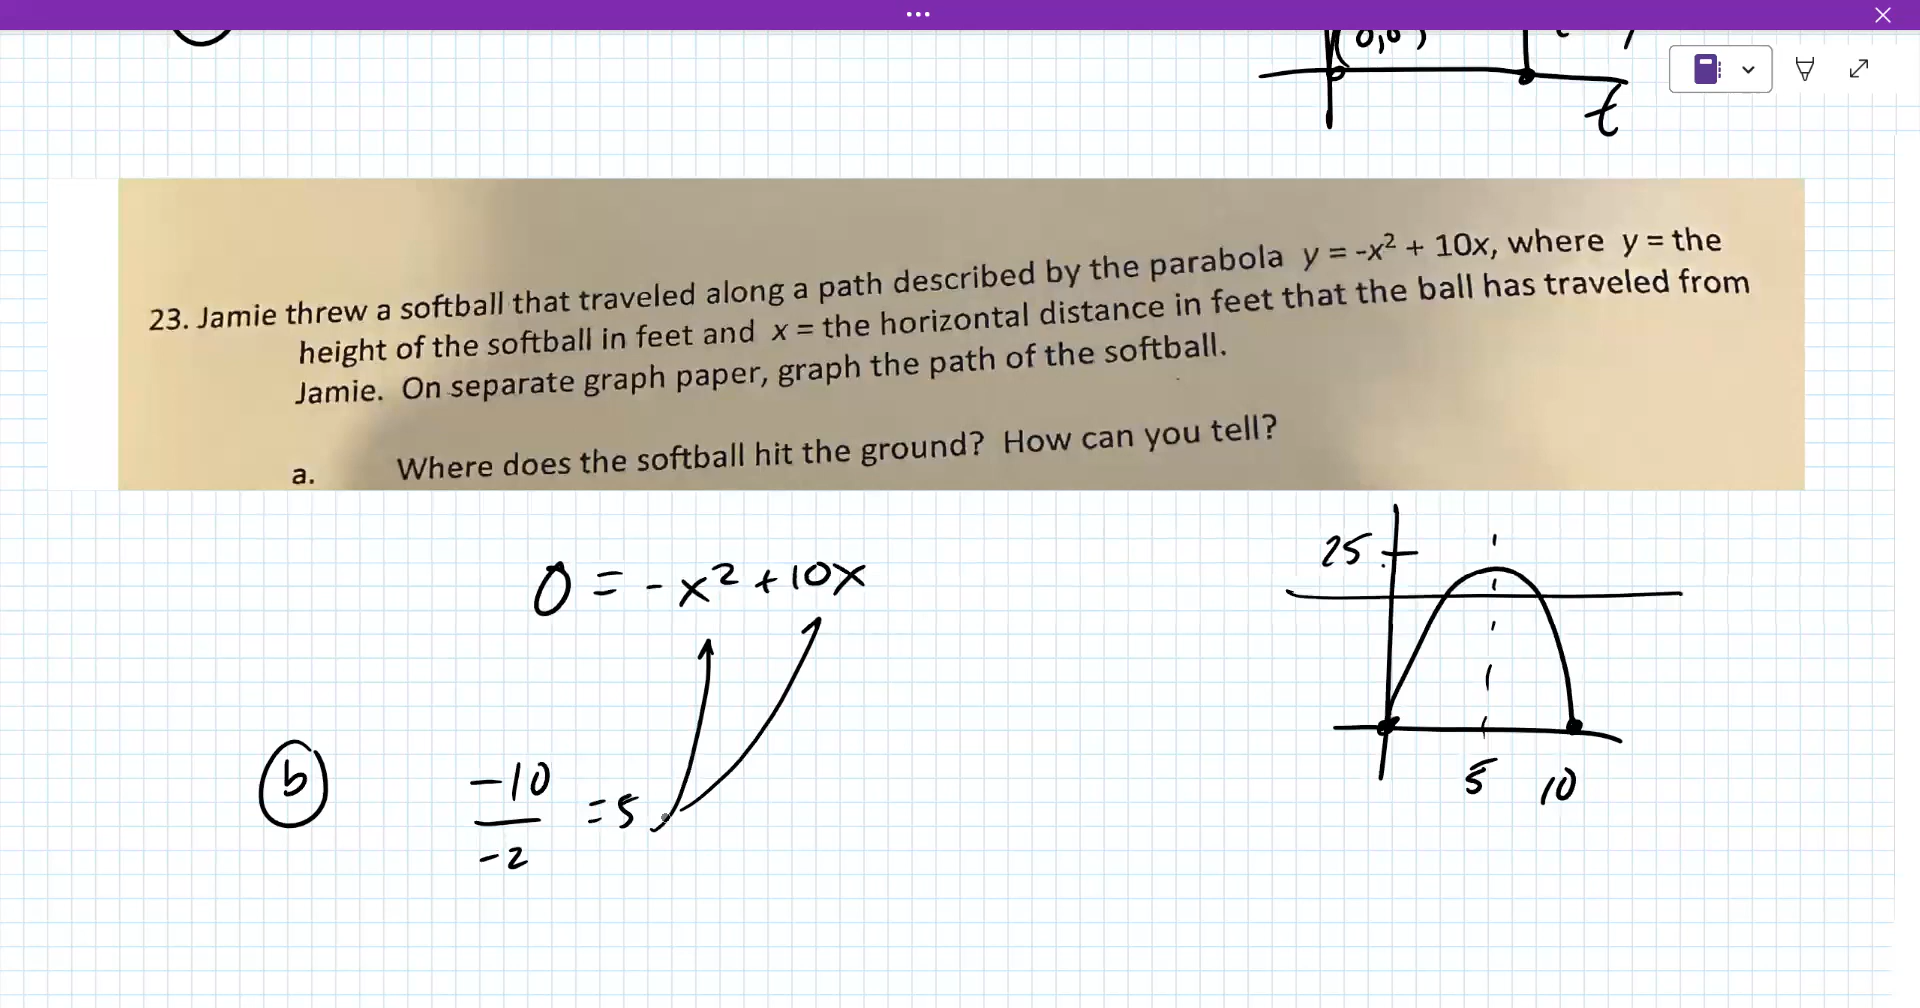 (0,0)
t
23. Jamie threw a softball that traveled along a path described by the parabola y = -x² + 10x, where y = the
height of the softball in feet and x = the horizontal distance in feet that the ball has traveled from
Jamie. On separate graph paper, graph the path of the softball.
a. Where does the softball hit the ground? How can you tell?
25
0 = -x² + 10x
b
-10
= 5
-2
5 10